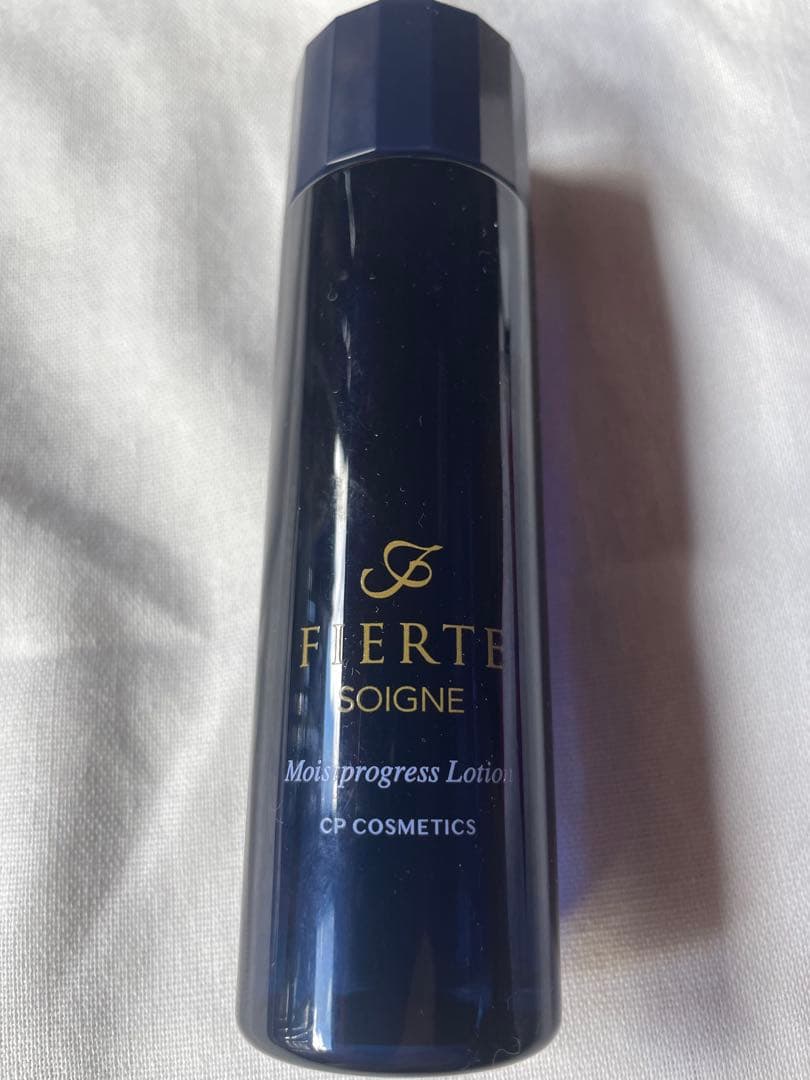 FIERTE
SOIGNE
Moistprogress Lotion
CP COSMETICS